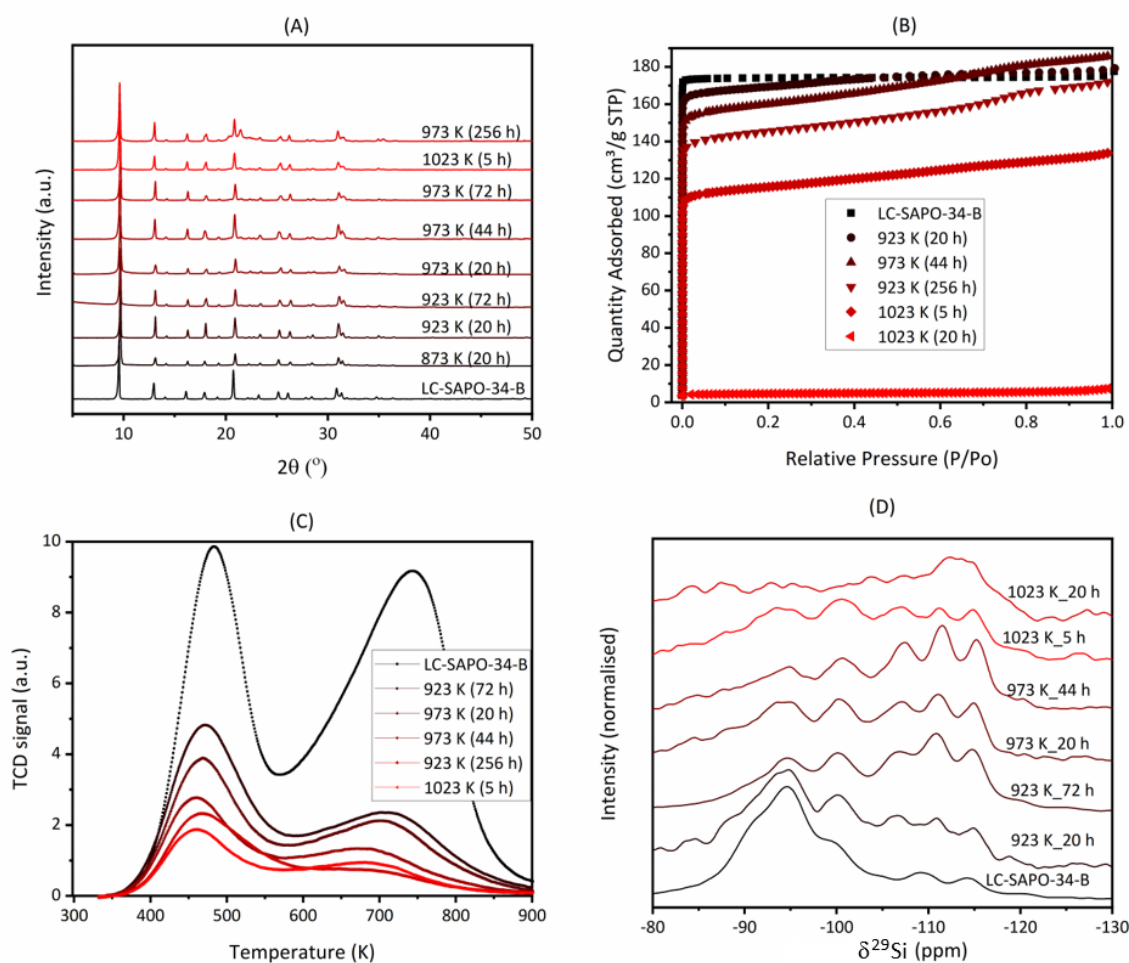 (A)
Intensity (a.u.)
973 K (256 h)
1023 K (5 h)
973 K (72 h)
973 K (44 h)
973 K (20 h)
923 K (72 h)
923 K (20 h)
873 K (20 h)
LC-SAPO-34-B
10 20 30 40 50
2θ (°)
(B)
Quantity Adsorbed (cm³/g STP)
180
160
140
120
100
80
60
40
20
0
LC-SAPO-34-B
923 K (20 h)
973 K (44 h)
923 K (256 h)
1023 K (5 h)
1023 K (20 h)
0.0 0.2 0.4 0.6 0.8 1.0
Relative Pressure (P/Po)
(C)
TCD signal (a.u.)
10
8
6
4
2
0
LC-SAPO-34-B
923 K (72 h)
973 K (20 h)
973 K (44 h)
923 K (256 h)
1023 K (5 h)
300 400 500 600 700 800 900
Temperature (K)
(D)
Intensity (normalised)
1023 K_20 h
1023 K_5 h
973 K_44 h
973 K_20 h
923 K_72 h
923 K_20 h
LC-SAPO-34-B
-80 -90 -100 -110 -120 -130
δ²⁹Si (ppm)